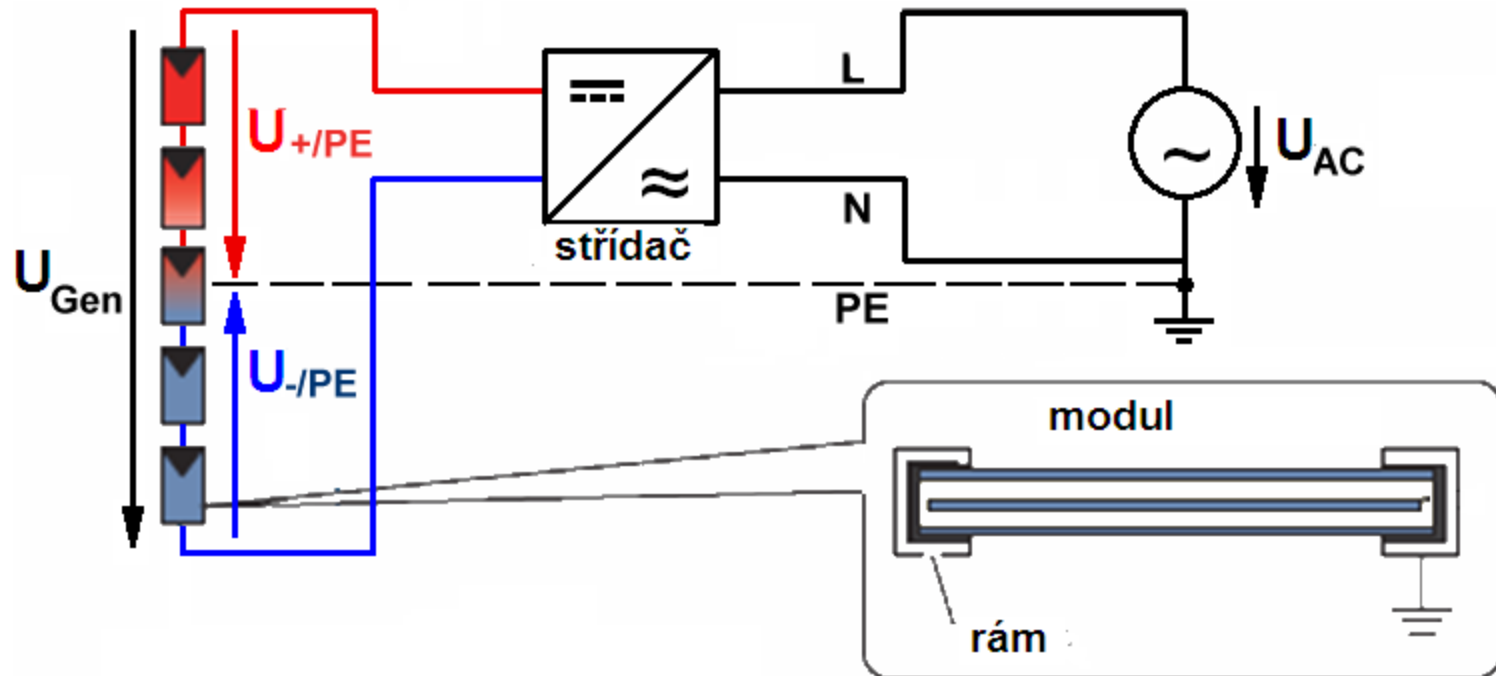 L
U+/PE
UAC
N
střídač
UGen
PE
U-/PE
modul
rám